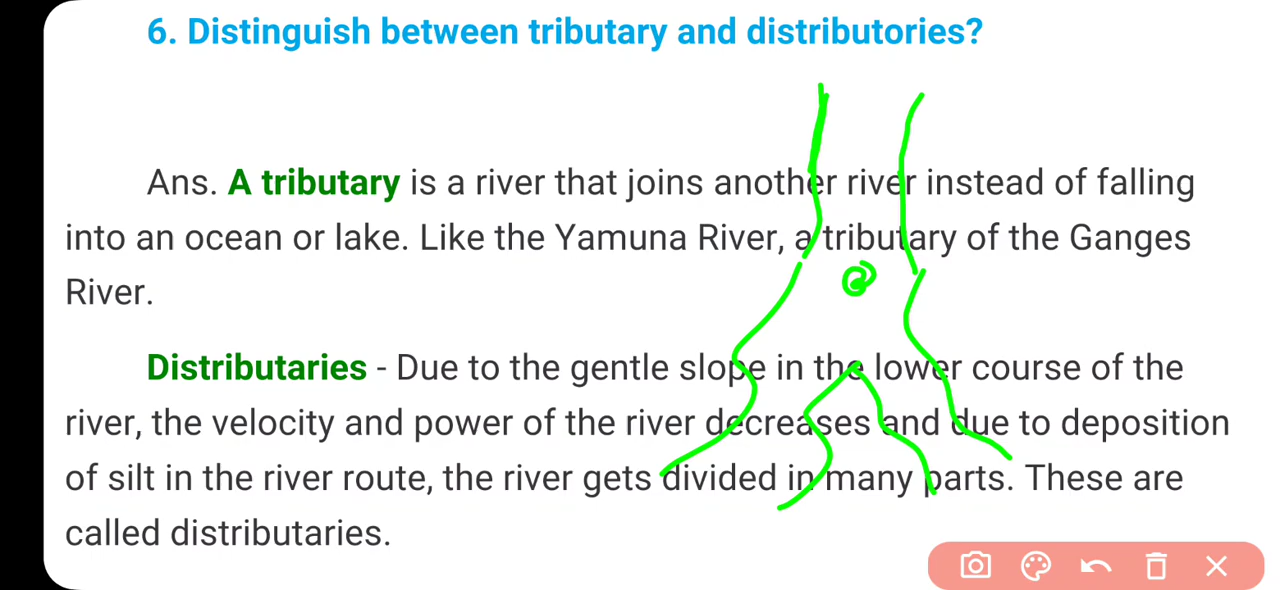 6. Distinguish between tributary and distributories?
Ans. A tributary is a river that joins another river instead of falling
into an ocean or lake. Like the Yamuna River, a tributary of the Ganges
River.
Distributaries - Due to the gentle slope in the lower course of the
river, the velocity and power of the river decreases and due to deposition
of silt in the river route, the river gets divided in many parts. These are
called distributaries.